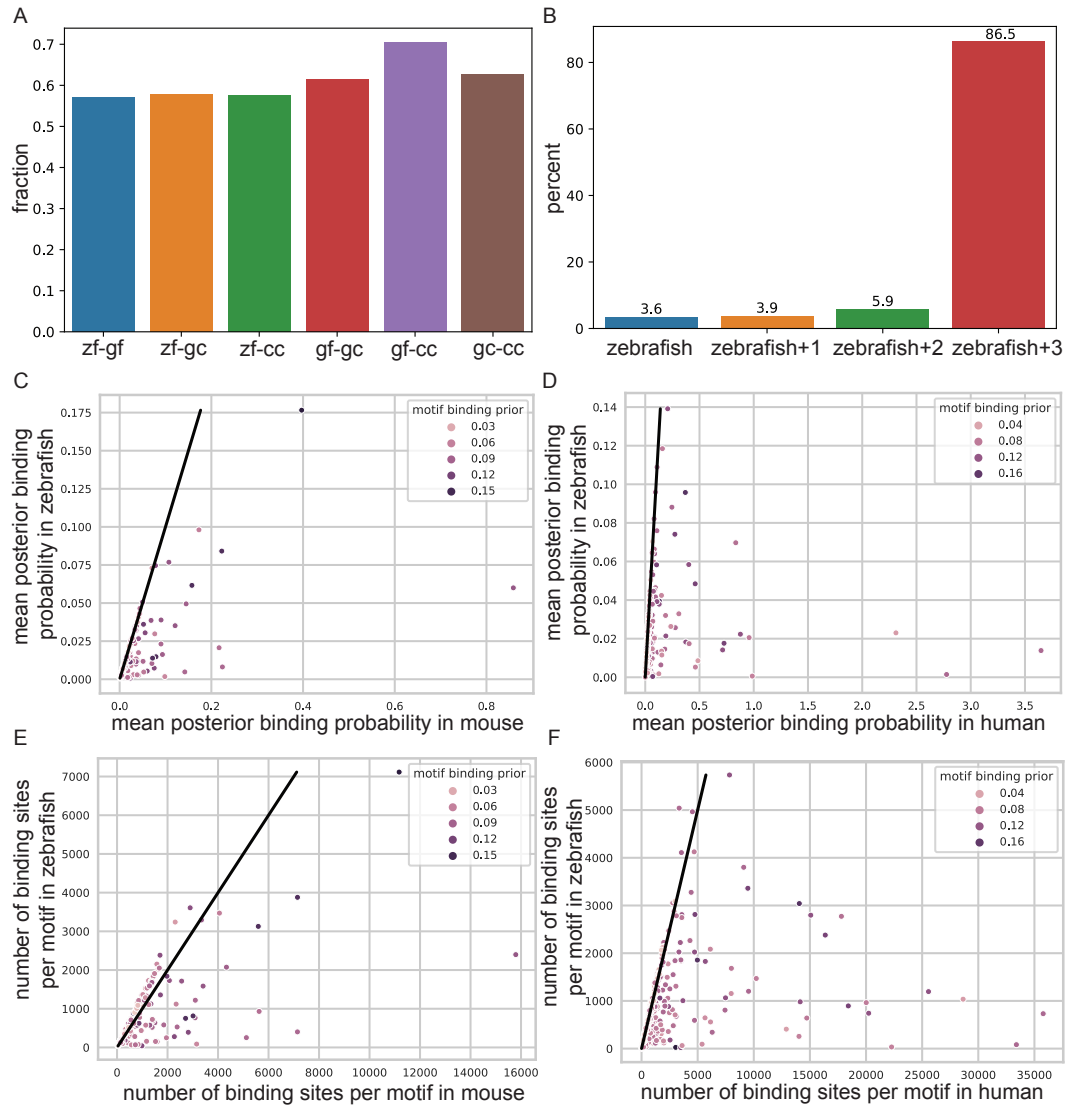 A
fraction
0.7
0.6
0.5
0.4
0.3
0.2
0.1
0.0
zf-gf zf-gc zf-cc gf-gc gf-cc gc-cc
B
percent
80
60
40
20
0
3.6 3.9 5.9 86.5
zebrafish zebrafish+1 zebrafish+2 zebrafish+3
C
mean posterior binding
probability in zebrafish
0.175
0.150
0.125
0.100
0.075
0.050
0.025
0.000
motif binding prior
0.03
0.06
0.09
0.12
0.15
0.0 0.2 0.4 0.6 0.8
mean posterior binding probability in mouse
D
mean posterior binding
probability in zebrafish
0.14
0.12
0.10
0.08
0.06
0.04
0.02
0.00
motif binding prior
0.04
0.08
0.12
0.16
0.0 0.5 1.0 1.5 2.0 2.5 3.0 3.5
mean posterior binding probability in human
E
number of binding sites
per motif in zebrafish
7000
6000
5000
4000
3000
2000
1000
0
motif binding prior
0.03
0.06
0.09
0.12
0.15
0 2000 4000 6000 8000 10000 12000 14000 16000
number of binding sites per motif in mouse
F
number of binding sites
per motif in zebrafish
6000
5000
4000
3000
2000
1000
0
motif binding prior
0.04
0.08
0.12
0.16
0 5000 10000 15000 20000 25000 30000 35000
number of binding sites per motif in human